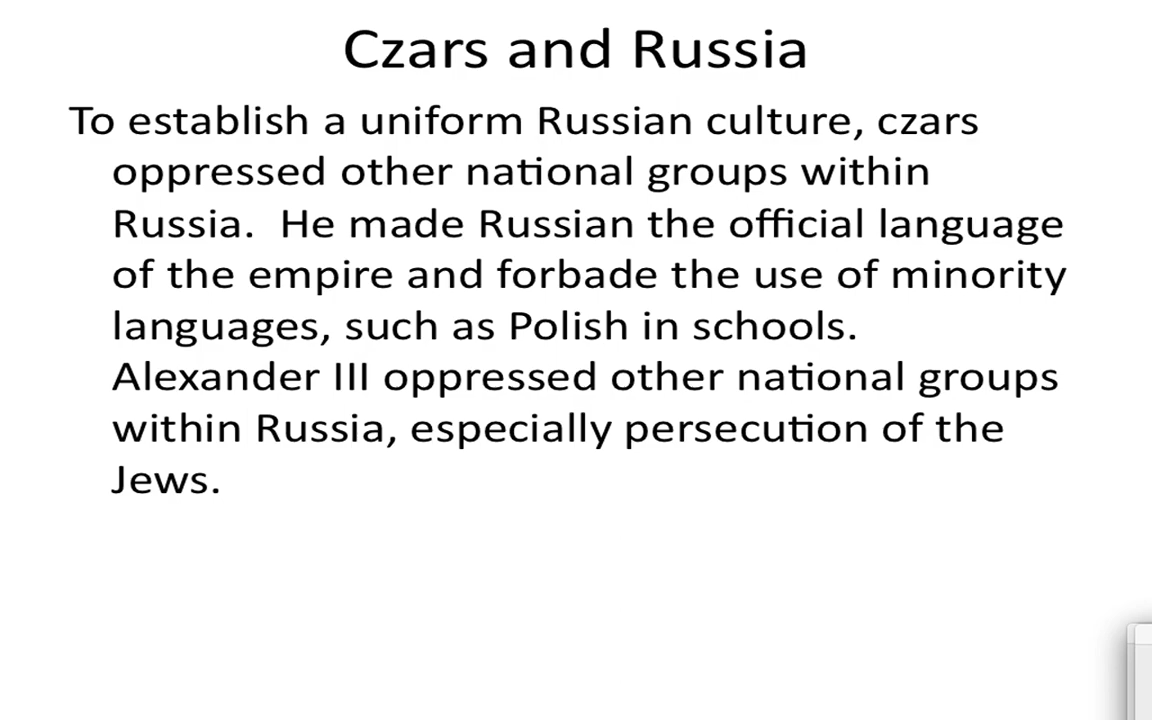 Czars and Russia
To establish a uniform Russian culture, czars
oppressed other national groups within
Russia.  He made Russian the official language
of the empire and forbade the use of minority
languages, such as Polish in schools.
Alexander III oppressed other national groups
within Russia, especially persecution of the
Jews.